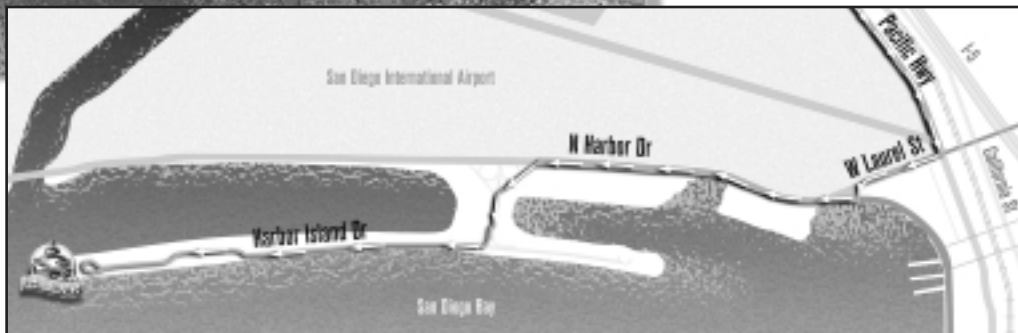 Pacific Hwy
I-5
San Diego International Airport
N Harbor Dr
W Laurel St
California St
Harbor Island Dr
San Diego Bay